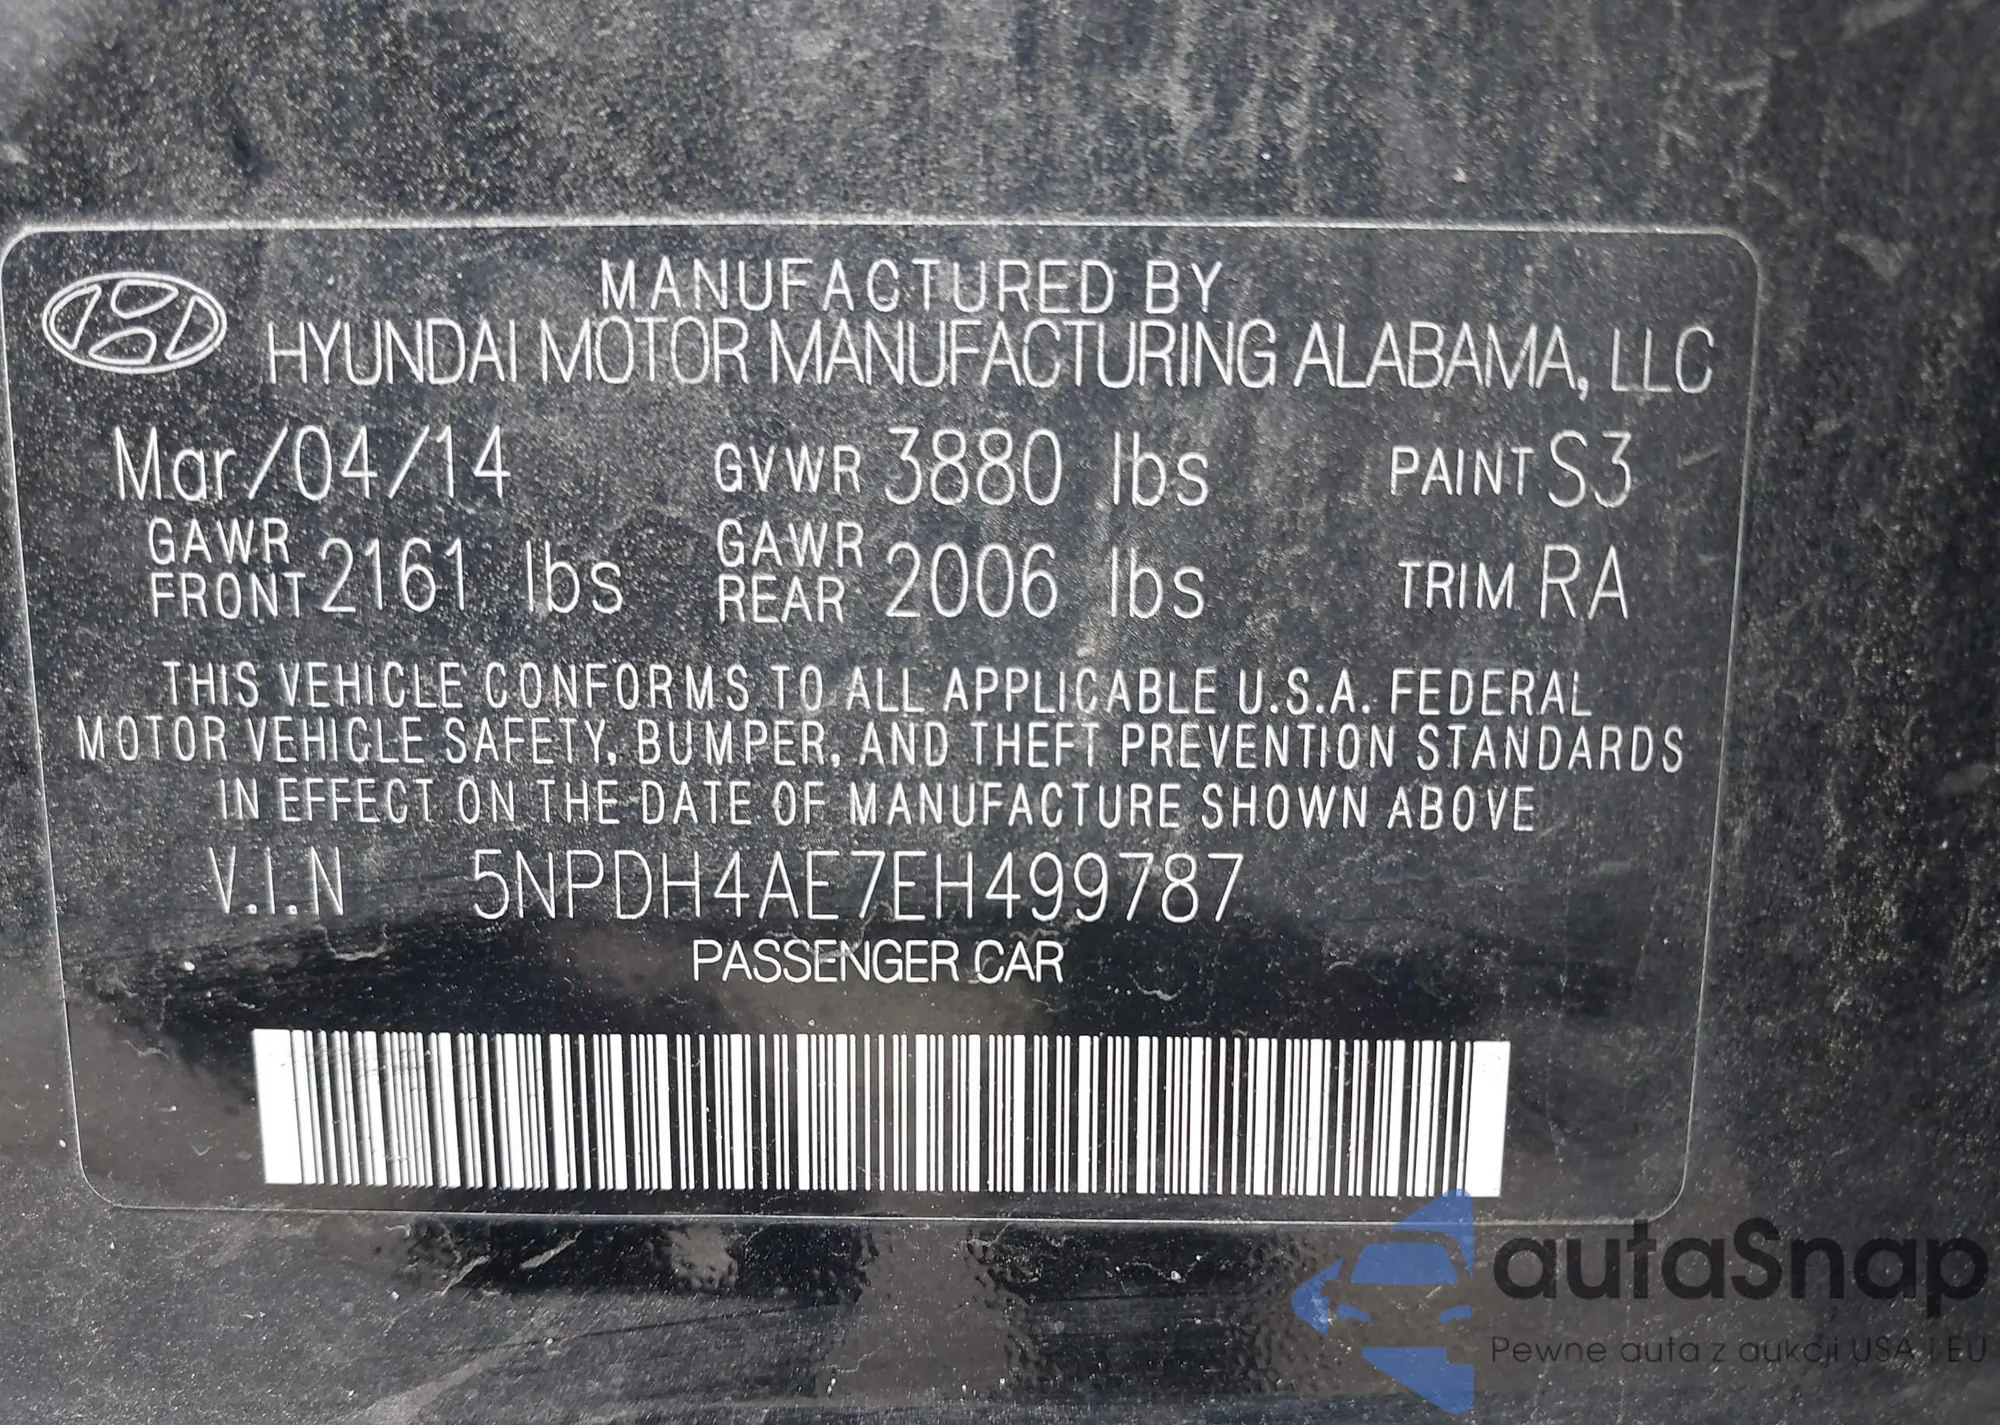 MANUFACTURED BY
HYUNDAI MOTOR MANUFACTURING ALABAMA, LLC
Mar/04/14 GVWR 3880 lbs PAINT S3
GAWR FRONT 2161 lbs GAWR REAR 2006 lbs TRIM RA
THIS VEHICLE CONFORMS TO ALL APPLICABLE U.S.A. FEDERAL
MOTOR VEHICLE SAFETY, BUMPER, AND THEFT PREVENTION STANDARDS
IN EFFECT ON THE DATE OF MANUFACTURE SHOWN ABOVE
V.I.N 5NPDH4AE7EH499787
PASSENGER CAR
autaSnap
Pewne auta z aukcji USA i EU